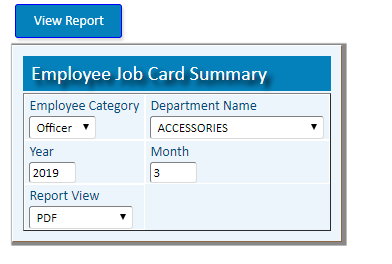 View Report
Employee Job Card Summary
Employee Category Department Name
Officer ACCESSORIES
Year Month
2019 3
Report View
PDF